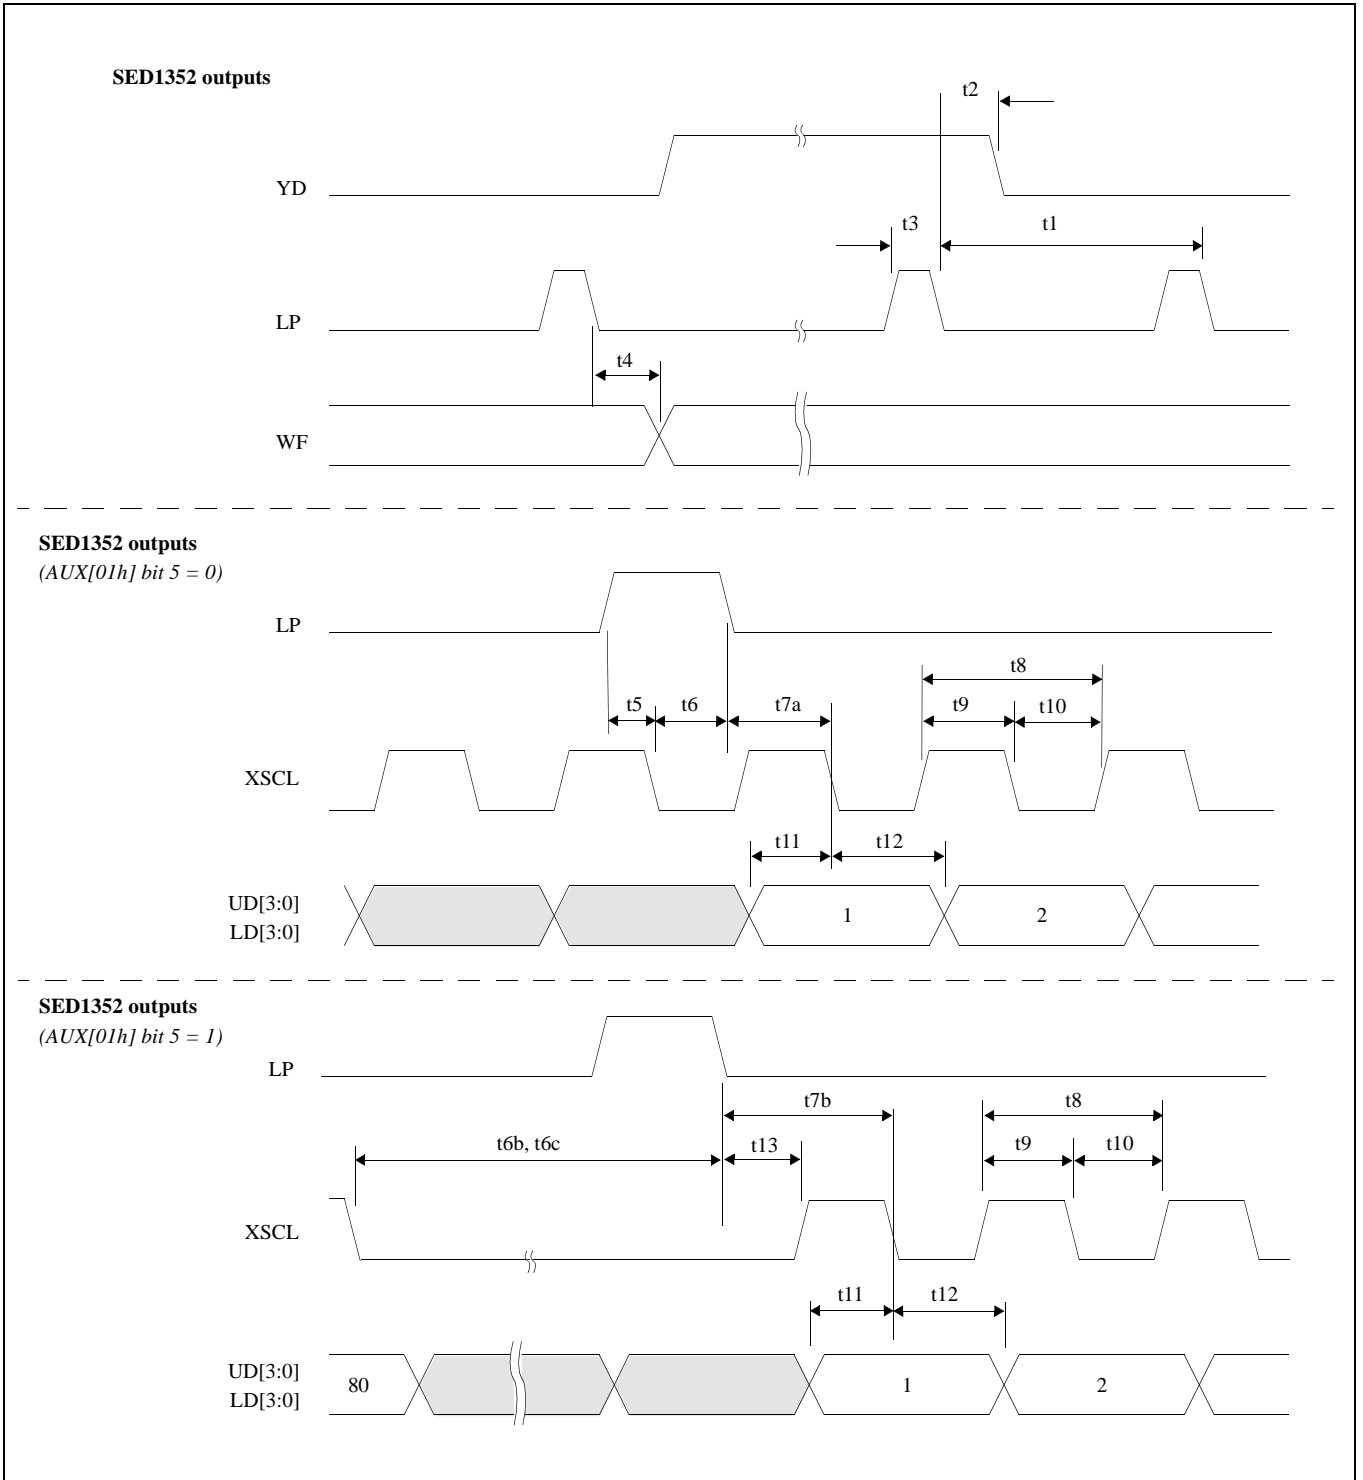 SED1352 outputs
t2
YD
t3
t1
LP
t4
WF
SED1352 outputs
(AUX[01h] bit 5 = 0)
LP
t8
t5
t6
t7a
t9
t10
XSCL
t11
t12
UD[3:0]
LD[3:0]
1
2
SED1352 outputs
(AUX[01h] bit 5 = 1)
LP
t7b
t8
t6b, t6c
t13
t9
t10
XSCL
t11
t12
UD[3:0]
LD[3:0]
80
1
2